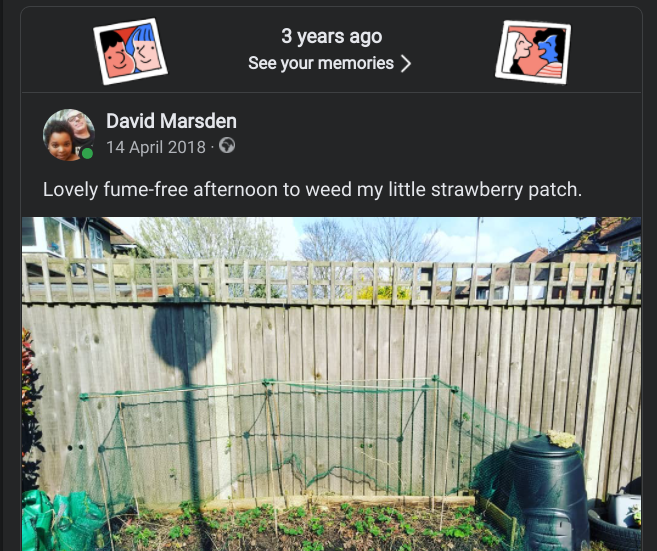 3 years ago
See your memories
David Marsden
14 April 2018 ·
Lovely fume-free afternoon to weed my little strawberry patch.